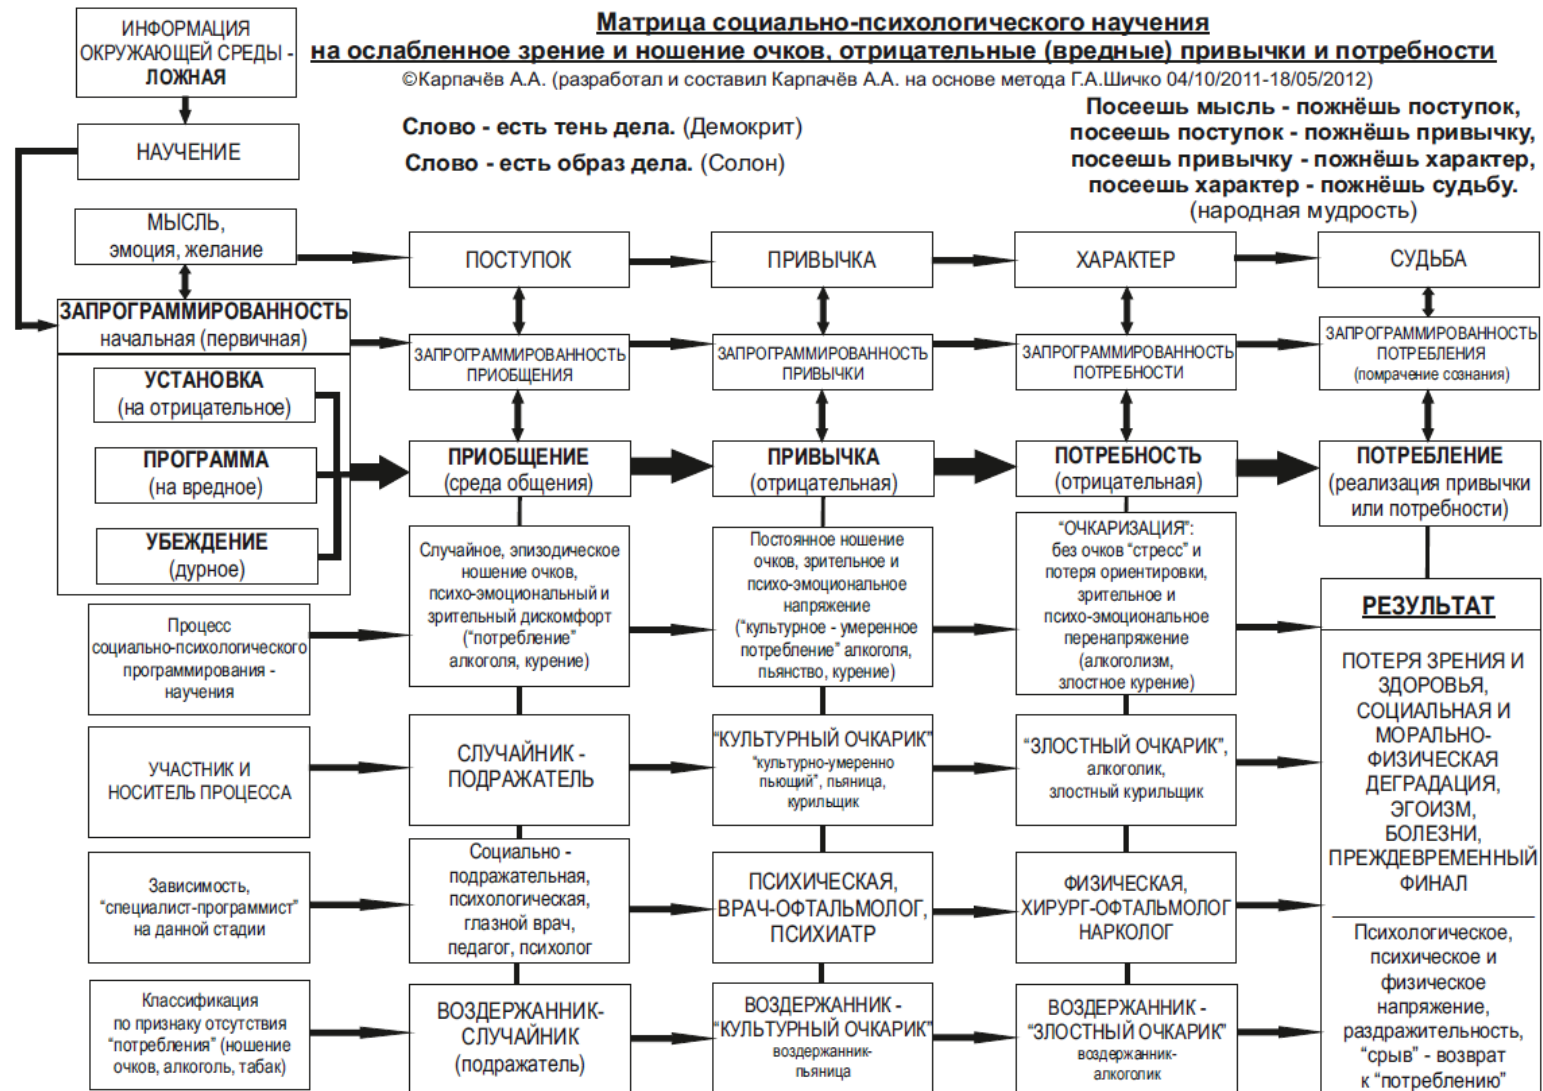 ИНФОРМАЦИЯ
ОКРУЖАЮЩЕЙ СРЕДЫ -
ЛОЖНАЯ
Матрица социально-психологического научения
на ослабленное зрение и ношение очков, отрицательные (вредные) привычки и потребности
©Карпачёв А.А. (разработал и составил Карпачёв А.А. на основе метода Г.А.Шичко 04/10/2011-18/05/2012)
Слово - есть тень дела. (Демокрит)
Слово - есть образ дела. (Солон)
Посеешь мысль - пожнёшь поступок,
посеешь поступок - пожнёшь привычку,
посеешь привычку - пожнёшь характер,
посеешь характер - пожнёшь судьбу.
(народная мудрость)
НАУЧЕНИЕ
МЫСЛЬ,
эмоция, желание
ПОСТУПОК
ПРИВЫЧКА
ХАРАКТЕР
СУДЬБА
ЗАПРОГРАММИРОВАННОСТЬ
начальная (первичная)
ЗАПРОГРАММИРОВАННОСТЬ
ПРИОБЩЕНИЯ
ЗАПРОГРАММИРОВАННОСТЬ
ПРИВЫЧКИ
ЗАПРОГРАММИРОВАННОСТЬ
ПОТРЕБНОСТИ
ЗАПРОГРАММИРОВАННОСТЬ
ПОТРЕБЛЕНИЯ
(помрачение сознания)
УСТАНОВКА
(на отрицательное)
ПРОГРАММА
(на вредное)
УБЕЖДЕНИЕ
(дурное)
ПРИОБЩЕНИЕ
(среда общения)
ПРИВЫЧКА
(отрицательная)
ПОТРЕБНОСТЬ
(отрицательная)
ПОТРЕБЛЕНИЕ
(реализация привычки
или потребности)
Процесс
социально-психологического
программирования -
научения
Случайное, эпизодическое
ношение очков,
психо-эмоциональный и
зрительный дискомфорт
(“потребление”
алкоголя, курение)
Постоянное ношение
очков, зрительное и
психо-эмоциональное
напряжение
(“культурное - умеренное
потребление” алкоголя,
пьянство, курение)
“ОЧКАРИЗАЦИЯ”:
без очков “стресс” и
потеря ориентировки,
зрительное и
психо-эмоциональное
перенапряжение
(алкоголизм,
злостное курение)
РЕЗУЛЬТАТ
ПОТЕРЯ ЗРЕНИЯ И
ЗДОРОВЬЯ,
СОЦИАЛЬНАЯ И
МОРАЛЬНО-
ФИЗИЧЕСКАЯ
ДЕГРАДАЦИЯ,
ЭГОИЗМ,
БОЛЕЗНИ,
ПРЕЖДЕВРЕМЕННЫЙ
ФИНАЛ
УЧАСТНИК И
НОСИТЕЛЬ ПРОЦЕССА
СЛУЧАЙНИК -
ПОДРАЖАТЕЛЬ
“КУЛЬТУРНЫЙ ОЧКАРИК”
“культурно-умеренно
пьющий”, пьяница,
курильщик
“ЗЛОСТНЫЙ ОЧКАРИК”,
алкоголик,
злостный курильщик
Зависимость,
“специалист-программист”
на данной стадии
Социально -
подражательная,
психологическая,
глазной врач,
педагог, психолог
ПСИХИЧЕСКАЯ,
ВРАЧ-ОФТАЛЬМОЛОГ,
ПСИХИАТР
ФИЗИЧЕСКАЯ,
ХИРУРГ-ОФТАЛЬМОЛОГ
НАРКОЛОГ
Классификация
по признаку отсутствия
“потребления” (ношение
очков, алкоголь, табак)
ВОЗДЕРЖАННИК-
СЛУЧАЙНИК
(подражатель)
ВОЗДЕРЖАННИК -
“КУЛЬТУРНЫЙ ОЧКАРИК”
воздержанник-
пьяница
ВОЗДЕРЖАННИК -
“ЗЛОСТНЫЙ ОЧКАРИК”
воздержанник-
алкоголик
Психологическое,
психическое и
физическое
напряжение,
раздражительность,
“срыв” - возврат
к “потреблению”